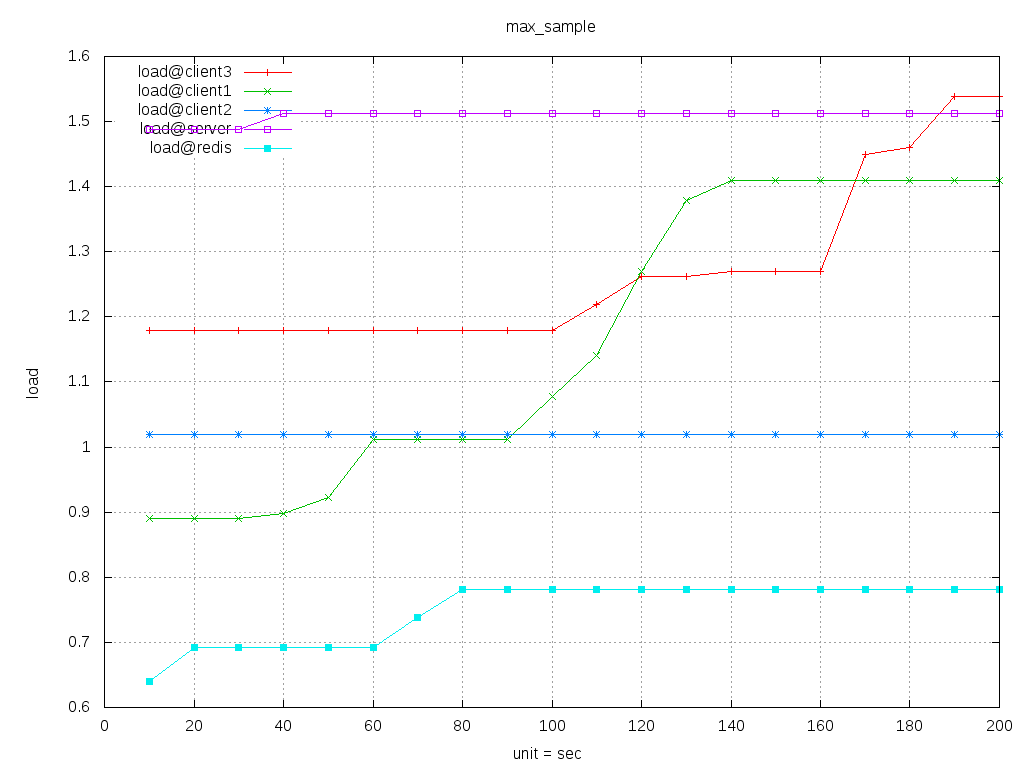 max_sample
1.6
load@client3
load@client1
load@client2
1.5
load@server
load@redis
1.4
1.3
1.2
load
1.1
1
0.9
0.8
0.7
0.6
0 20 40 60 80 100 120 140 160 180 200
unit = sec